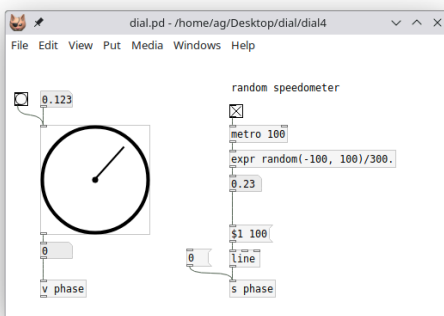 dial.pd - /home/ag/Desktop/dial/dial4
File Edit View Put Media Windows Help
random speedometer
0.123
metro 100
expr random(-100, 100)/300.
0.23
$1 100
0
0
line
v phase
s phase